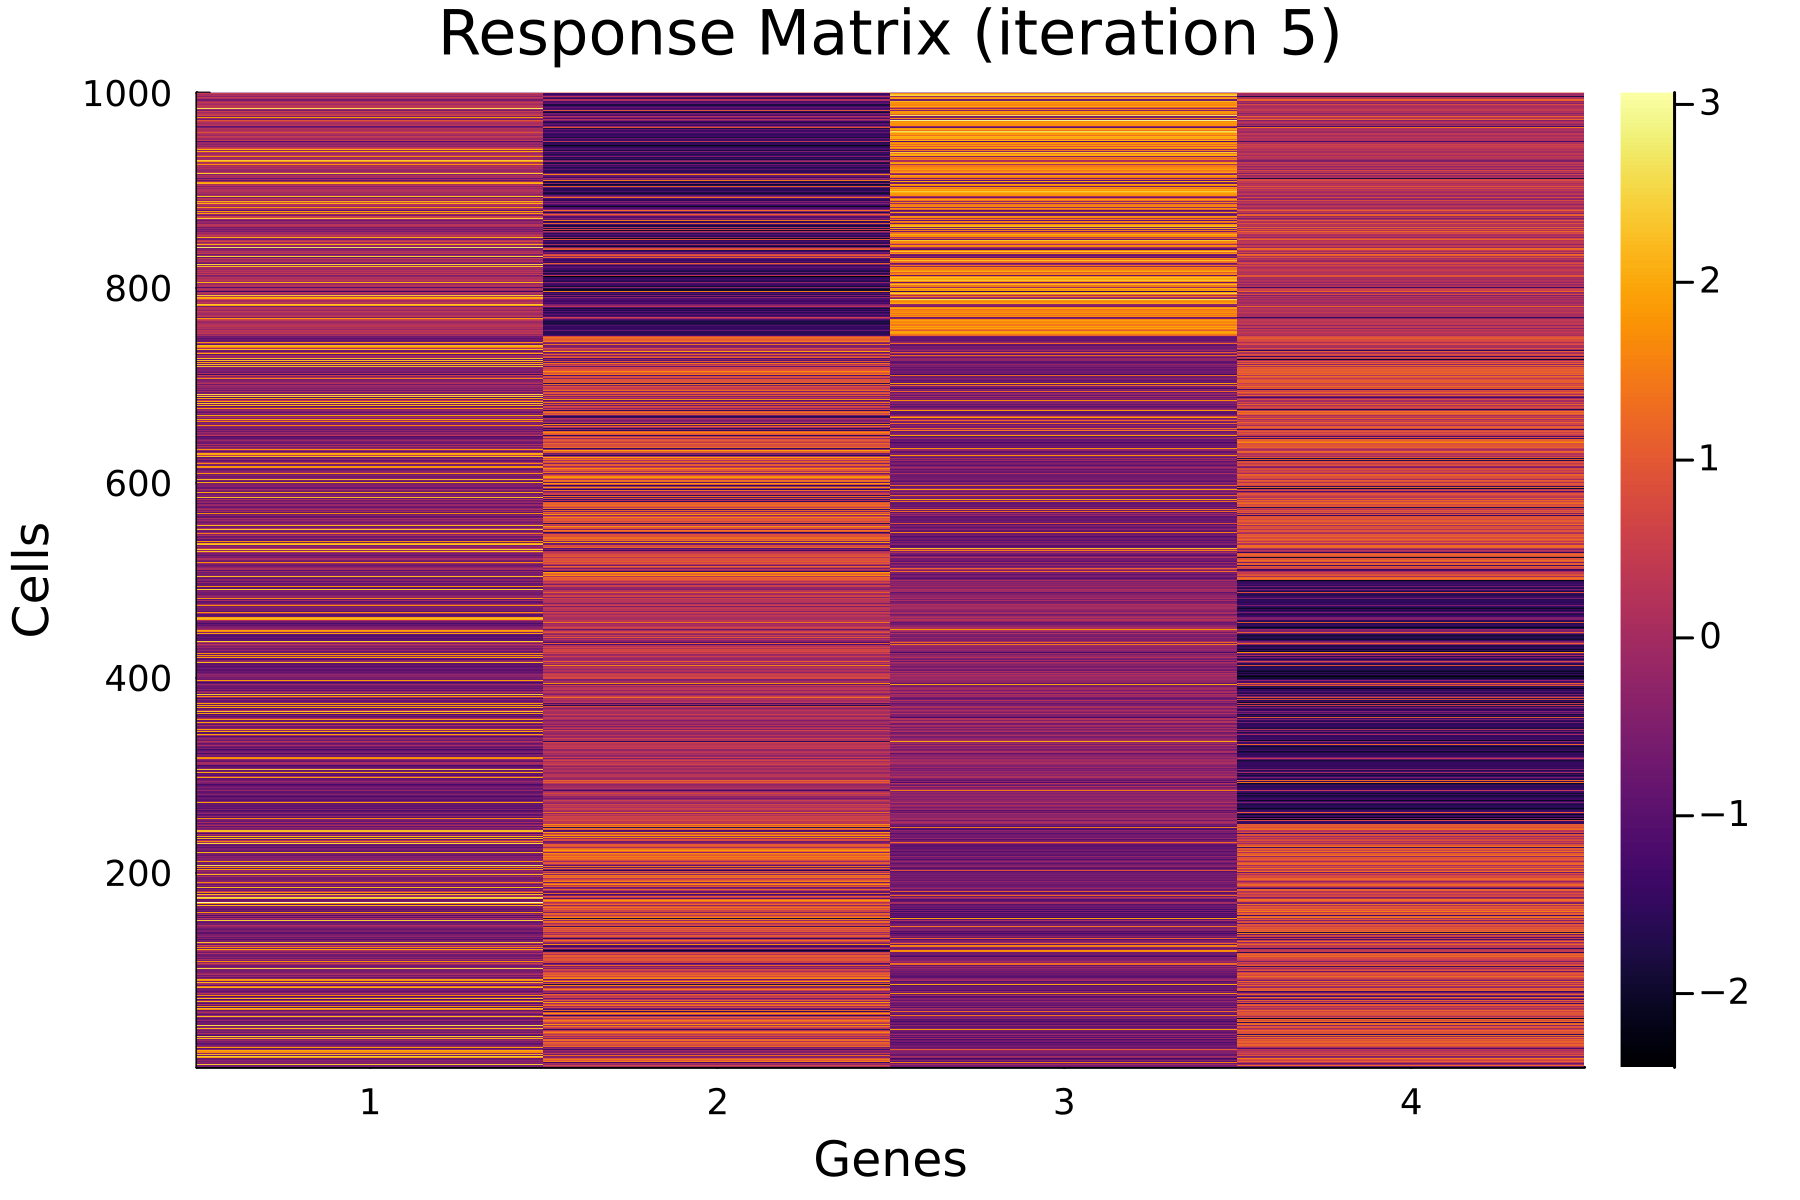 Response Matrix (iteration 5)
1000
800
600
400
200
Cells
1 2 3 4
Genes
3
2
1
0
−1
−2